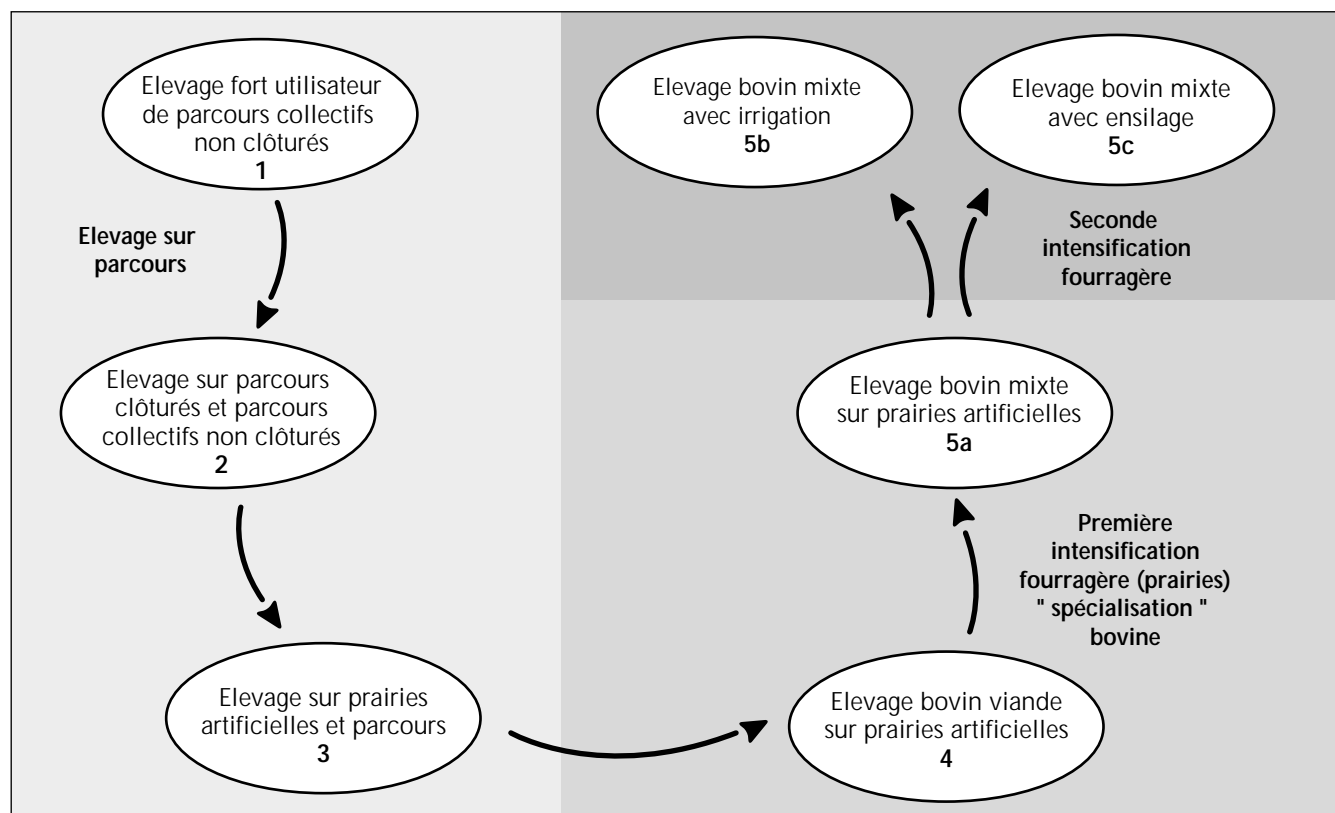 Elevage fort utilisateur
de parcours collectifs
non clôturés
1
Elevage sur
parcours
Elevage sur parcours
clôturés et parcours
collectifs non clôturés
2
Elevage sur prairies
artificielles et parcours
3
Elevage bovin mixte
avec irrigation
5b
Elevage bovin mixte
avec ensilage
5c
Seconde
intensification
fourragère
Elevage bovin mixte
sur prairies artificielles
5a
Première
intensification
fourragère (prairies)
" spécialisation "
bovine
Elevage bovin viande
sur prairies artificielles
4